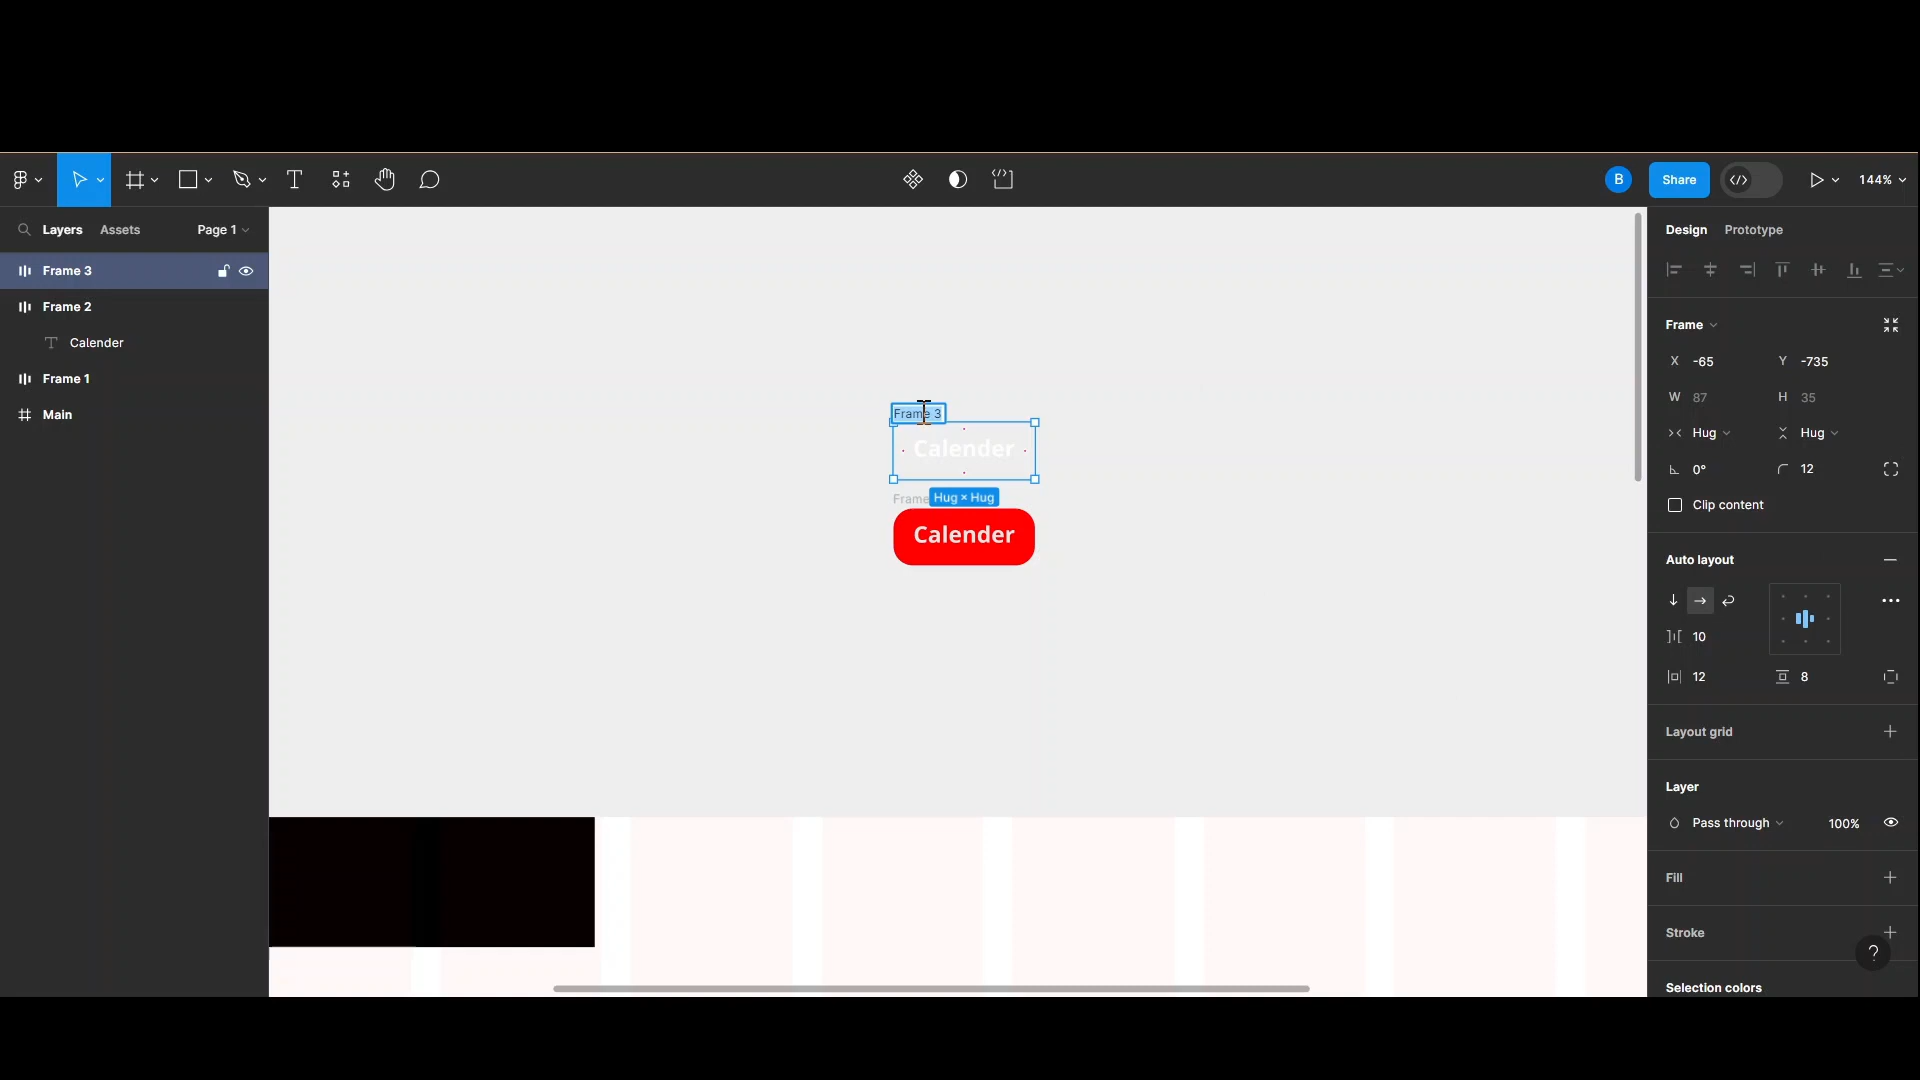 B
Share
144%
Layers
Assets
Page 1
Design
Prototype
Frame 3
Frame 2
Calender
Frame 1
Main
Frame 3
Calender
Frame
Hug × Hug
Calender
Frame
X -65
Y -735
W 87
H 35
Hug
Hug
0°
12
Clip content
Auto layout
10
12
8
Layout grid
Layer
Pass through
100%
Fill
Stroke
?
Selection colors